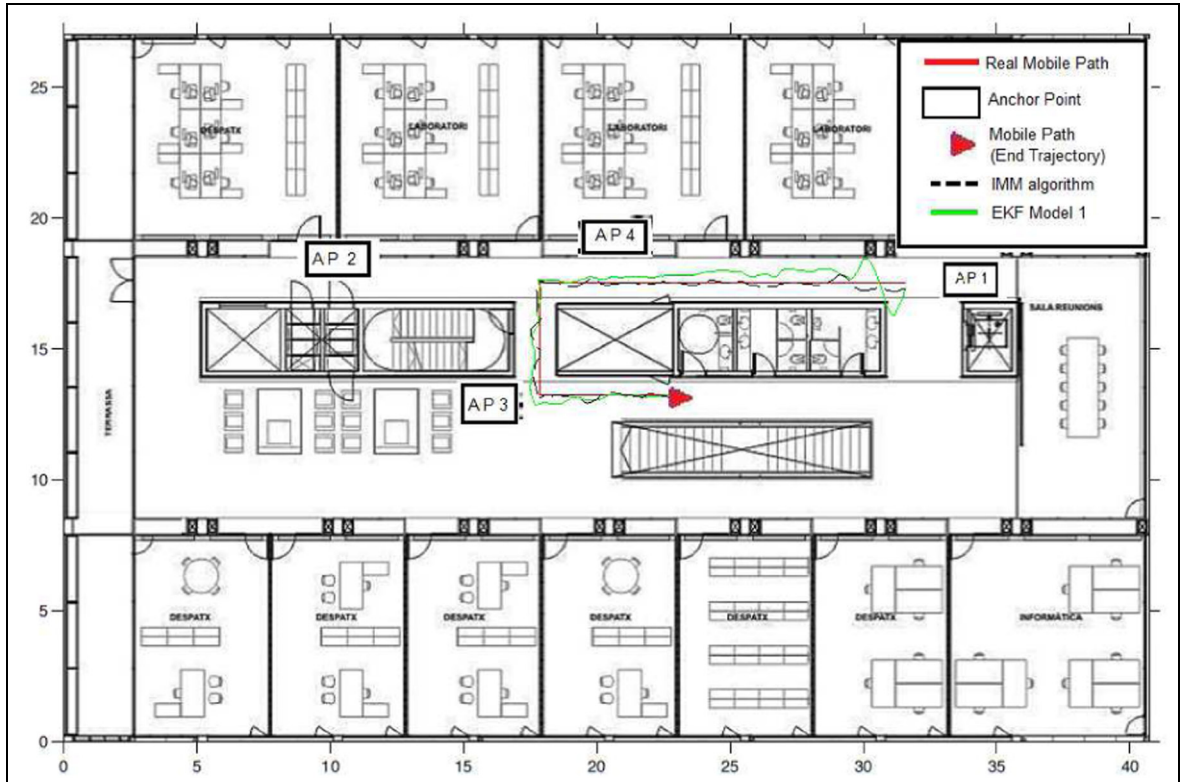 25
20
15
10
5
0
0 5 10 15 20 25 30 35 40
Real Mobile Path
Anchor Point
Mobile Path
(End Trajectory)
IMM algorithm
EKF Model 1
DESPATX
LABORATORI
LABORATORI
LABORATORI
AP 2
AP 4
AP 1
SALA REUNIONS
TERRASSA
AP 3
DESPATX
DESPATX
DESPATX
DESPATX
DESPATX
DESPATX
INFORMÀTICA